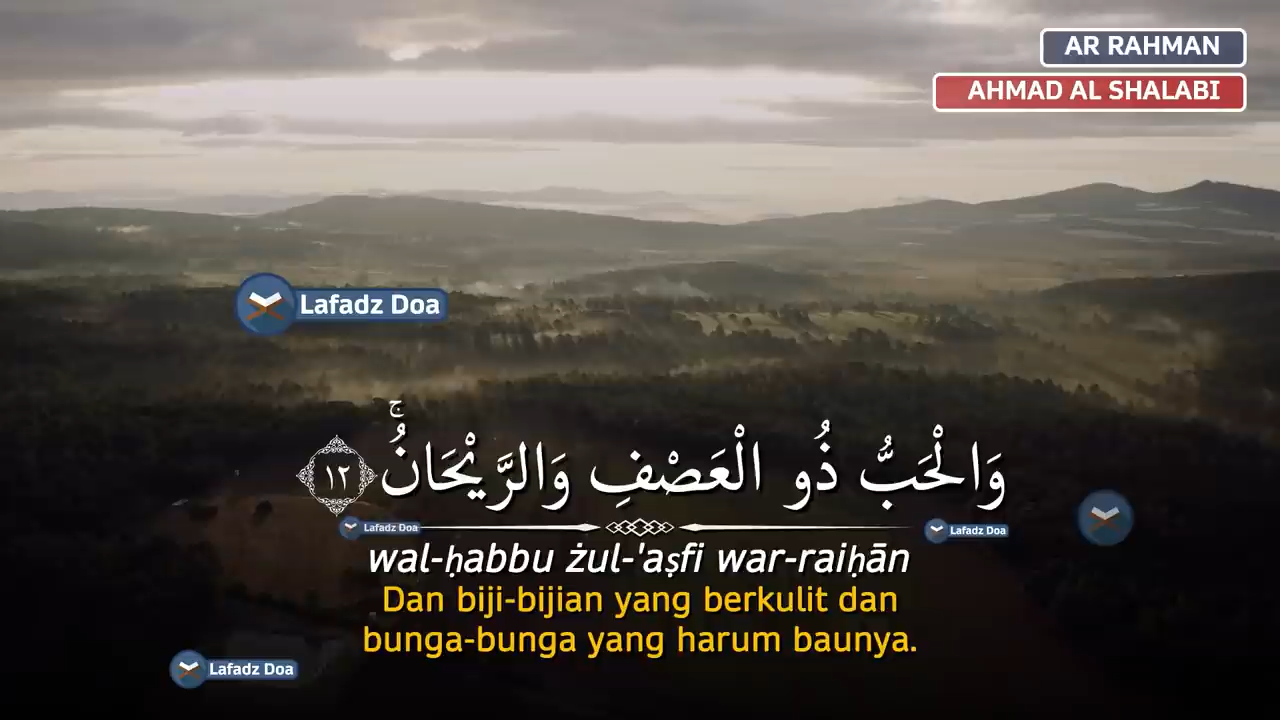 AR RAHMAN
AHMAD AL SHALABI
Lafadz Doa
وَالْحَبُّ ذُو الْعَصْفِ وَالرَّيْحَانُۚ ١٢
Lafadz Doa
Lafadz Doa
wal-ḥabbu żul-'aṣfi war-raiḥān
Dan biji-bijian yang berkulit dan
bunga-bunga yang harum baunya.
Lafadz Doa